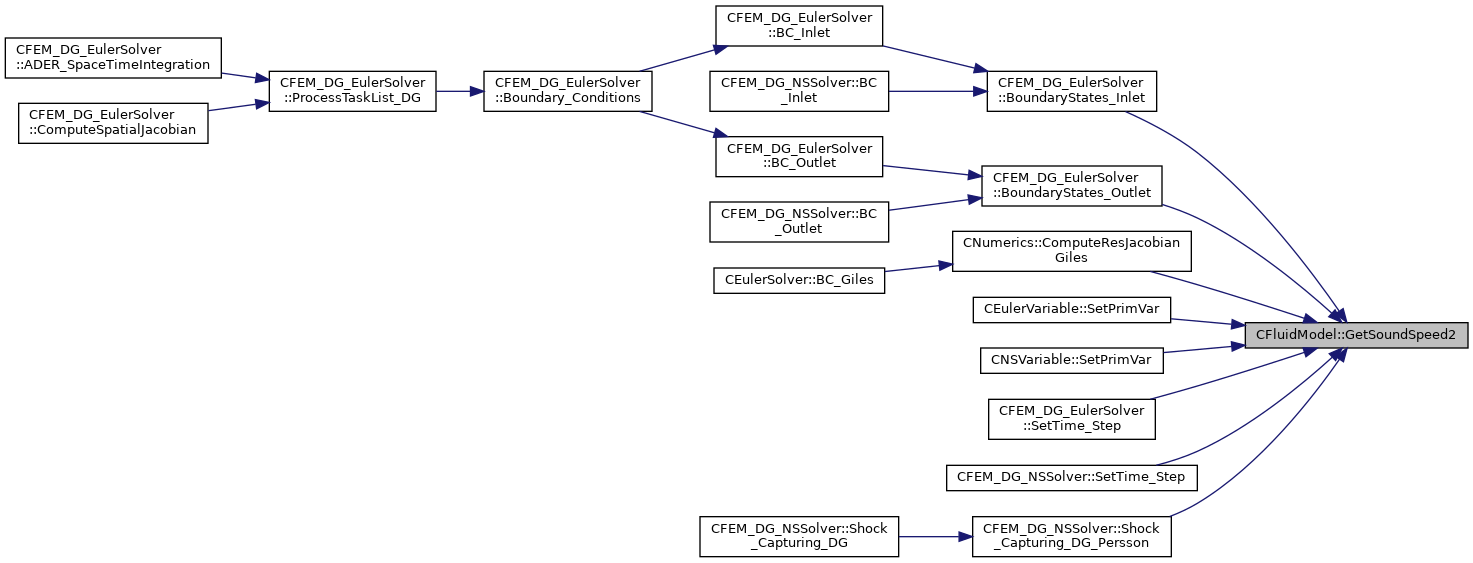 CFEM_DG_EulerSolver
::ADER_SpaceTimeIntegration
CFEM_DG_EulerSolver
::ComputeSpatialJacobian
CFEM_DG_EulerSolver
::ProcessTaskList_DG
CFEM_DG_EulerSolver
::Boundary_Conditions
CFEM_DG_EulerSolver
::BC_Inlet
CFEM_DG_NSSolver::BC
_Inlet
CFEM_DG_EulerSolver
::BC_Outlet
CFEM_DG_NSSolver::BC
_Outlet
CEulerSolver::BC_Giles
CFEM_DG_NSSolver::Shock
_Capturing_DG
CFEM_DG_EulerSolver
::BoundaryStates_Inlet
CFEM_DG_EulerSolver
::BoundaryStates_Outlet
CNumerics::ComputeResJacobian
Giles
CEulerVariable::SetPrimVar
CNSVariable::SetPrimVar
CFEM_DG_EulerSolver
::SetTime_Step
CFEM_DG_NSSolver::SetTime_Step
CFEM_DG_NSSolver::Shock
_Capturing_DG_Persson
CFluidModel::GetSoundSpeed2